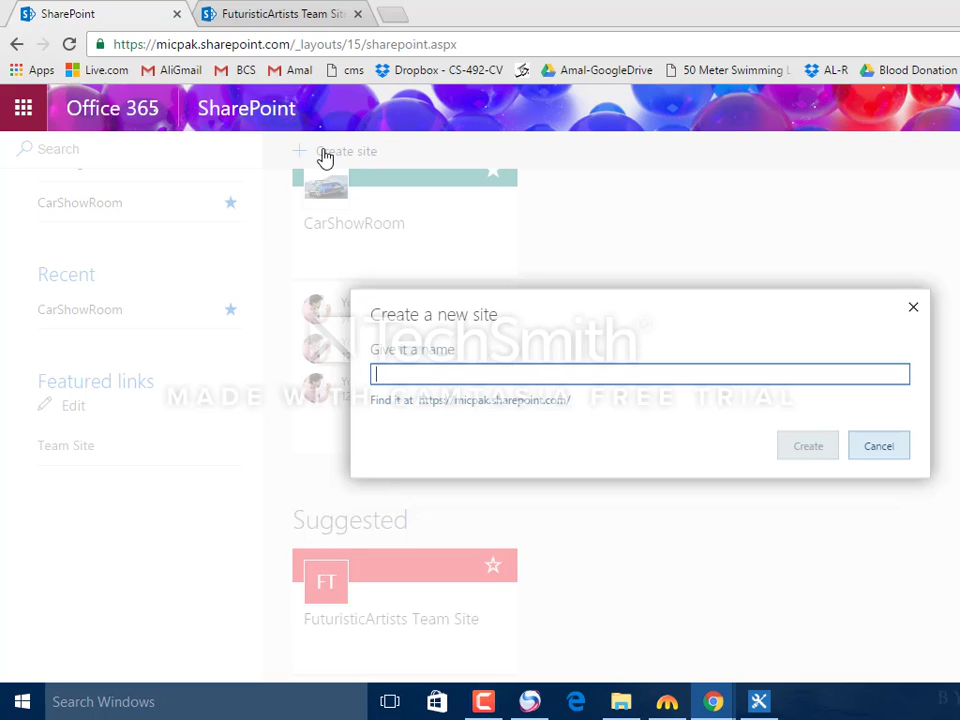 SharePoint
FuturisticArtists Team Sit
https://micpak.sharepoint.com/_layouts/15/sharepoint.aspx
Apps Live.com AliGmail BCS Amal cms Dropbox - CS-492-CV Amal-GoogleDrive 50 Meter Swimming AL-R Blood Donation
Office 365 SharePoint
Search
Create site
CarShowRoom
CarShowRoom
Recent
CarShowRoom
Create a new site
Give it a name
TechSmith
Featured links
Edit
MADE WITH CAMTASIA FREE TRIAL
Find it at https://micpak.sharepoint.com/
Team Site
Create Cancel
Suggested
FT
FuturisticArtists Team Site
Search Windows